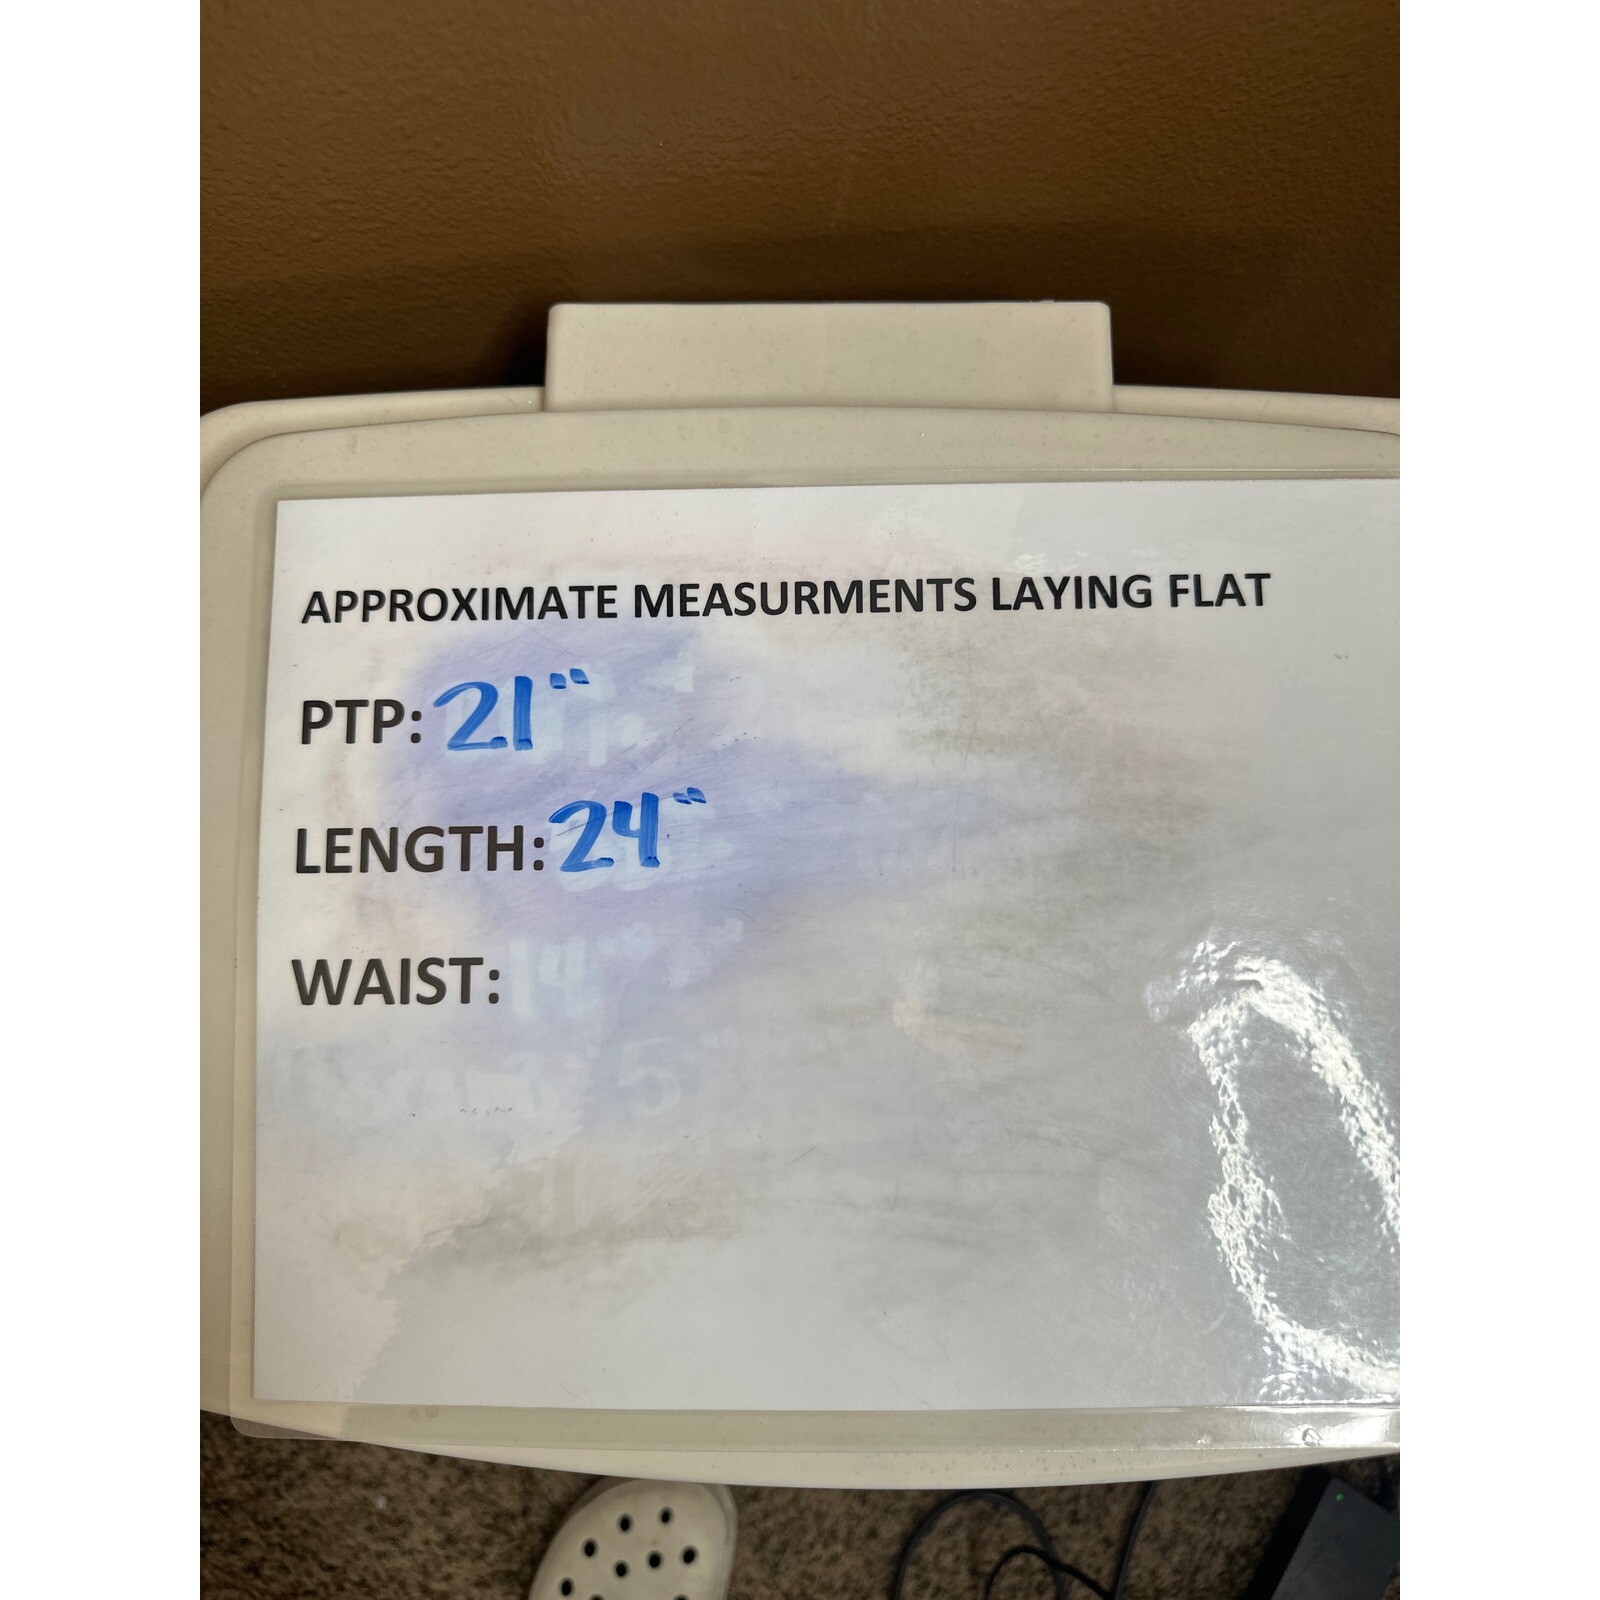 APPROXIMATE MEASURMENTS LAYING FLAT
PTP: 21"
LENGTH: 24"
WAIST: